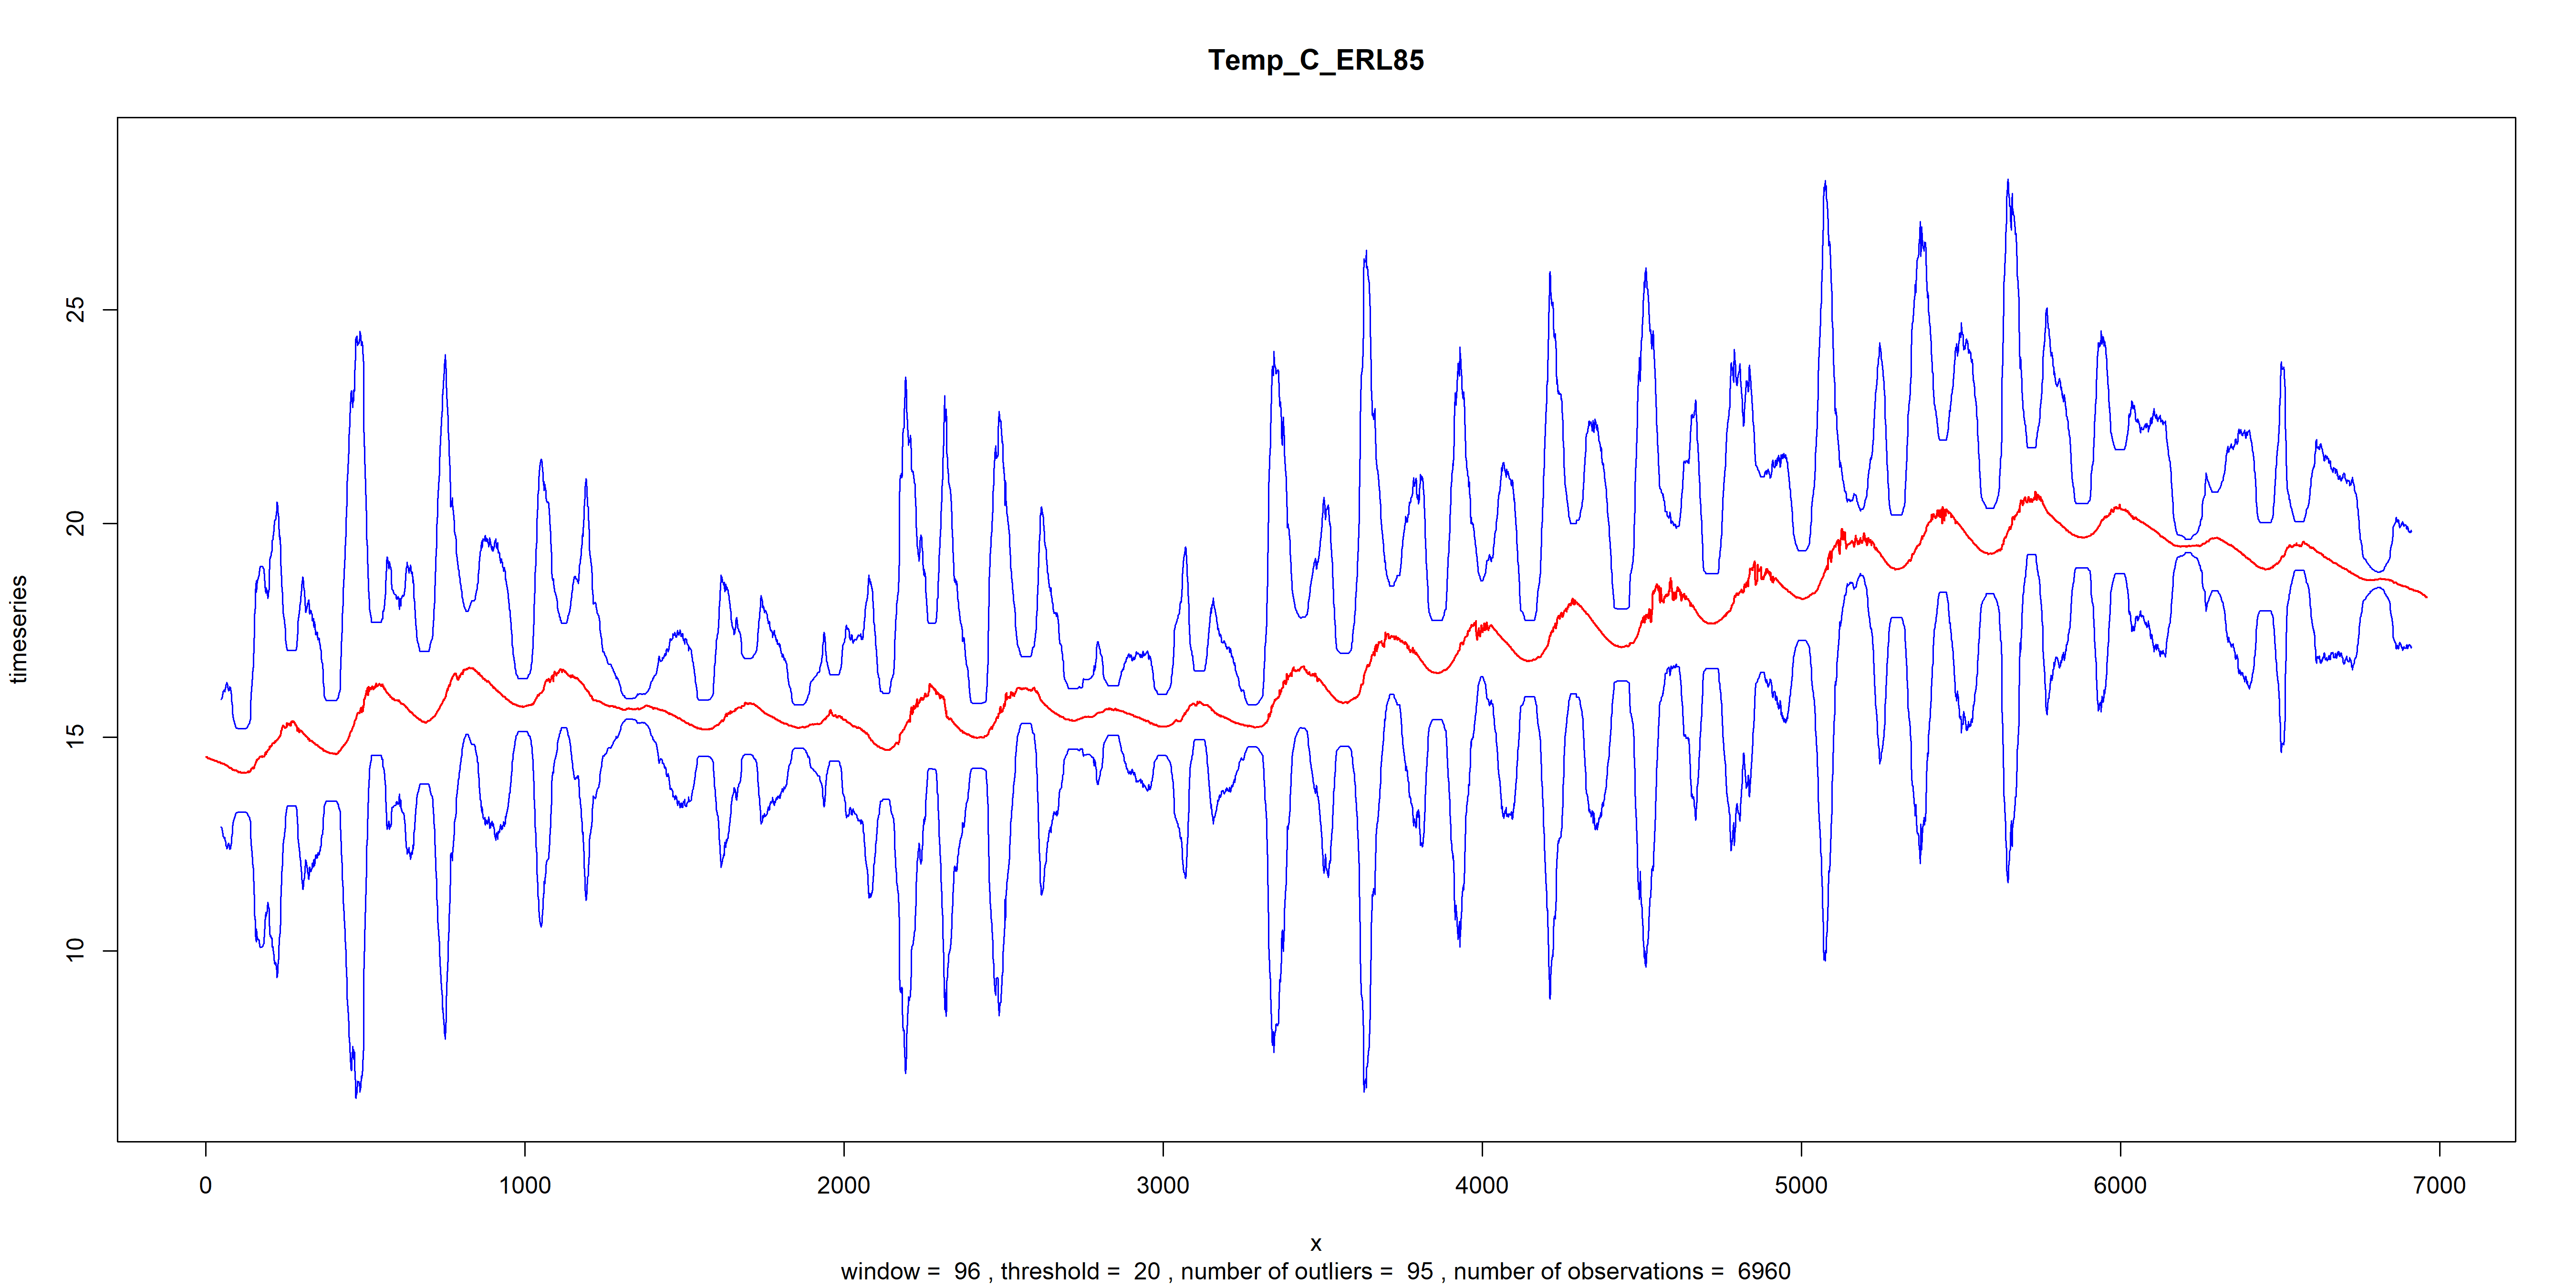 Temp_C_ERL85
timeseries
25
20
15
10
0 1000 2000 3000 4000 5000 6000 7000
x
window =  96 , threshold =  20 , number of outliers =  95 , number of observations =  6960